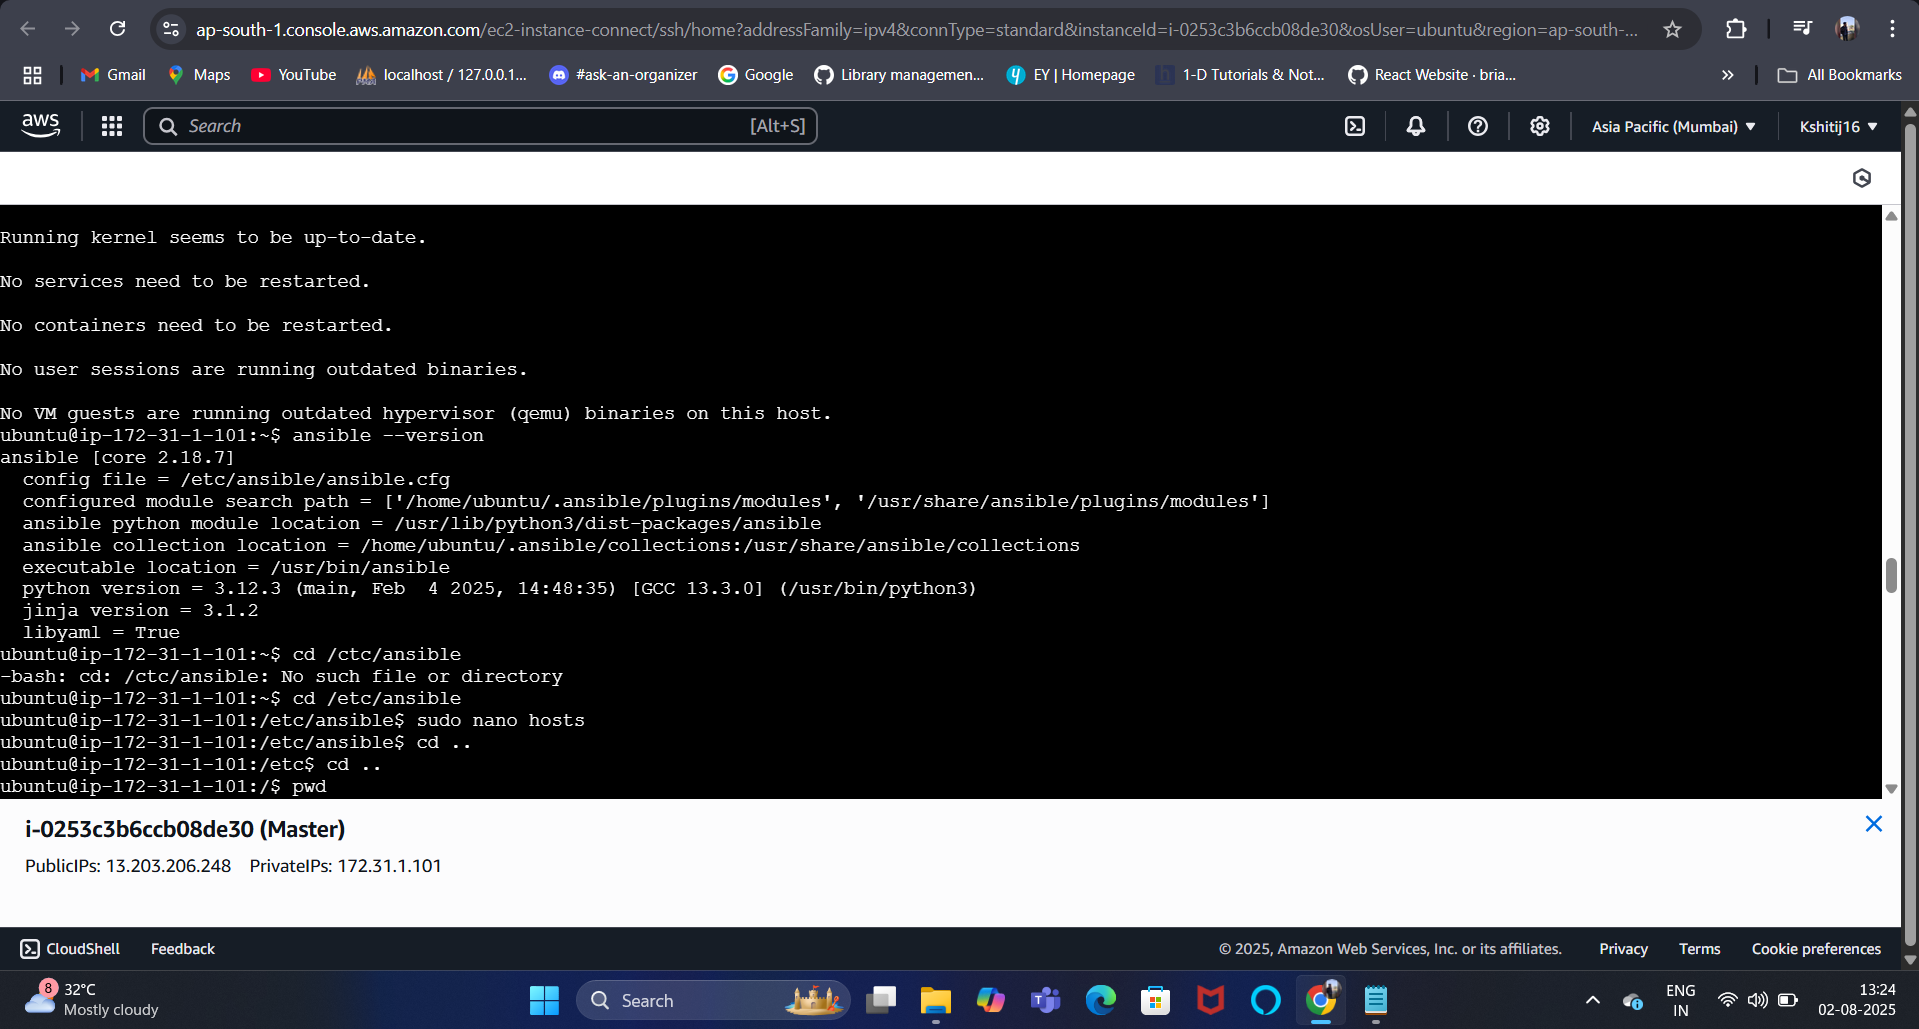 ap-south-1.console.aws.amazon.com/ec2-instance-connect/ssh/home?addressFamily=ipv4&connType=standard&instanceId=i-0253c3b6ccb08de30&osUser=ubuntu&region=ap-south-...
Gmail Maps YouTube localhost / 127.0.0.1... #ask-an-organizer Google Library managemen... EY | Homepage 1-D Tutorials & Not... React Website · bria... » All Bookmarks
aws Search [Alt+S] Asia Pacific (Mumbai) Kshitij16
Running kernel seems to be up-to-date.
No services need to be restarted.
No containers need to be restarted.
No user sessions are running outdated binaries.
No VM guests are running outdated hypervisor (qemu) binaries on this host.
ubuntu@ip-172-31-1-101:~$ ansible --version
ansible [core 2.18.7]
  config file = /etc/ansible/ansible.cfg
  configured module search path = ['/home/ubuntu/.ansible/plugins/modules', '/usr/share/ansible/plugins/modules']
  ansible python module location = /usr/lib/python3/dist-packages/ansible
  ansible collection location = /home/ubuntu/.ansible/collections:/usr/share/ansible/collections
  executable location = /usr/bin/ansible
  python version = 3.12.3 (main, Feb  4 2025, 14:48:35) [GCC 13.3.0] (/usr/bin/python3)
  jinja version = 3.1.2
  libyaml = True
ubuntu@ip-172-31-1-101:~$ cd /ctc/ansible
-bash: cd: /ctc/ansible: No such file or directory
ubuntu@ip-172-31-1-101:~$ cd /etc/ansible
ubuntu@ip-172-31-1-101:/etc/ansible$ sudo nano hosts
ubuntu@ip-172-31-1-101:/etc/ansible$ cd ..
ubuntu@ip-172-31-1-101:/etc$ cd ..
ubuntu@ip-172-31-1-101:/$ pwd
i-0253c3b6ccb08de30 (Master)
PublicIPs: 13.203.206.248 PrivateIPs: 172.31.1.101
CloudShell Feedback © 2025, Amazon Web Services, Inc. or its affiliates. Privacy Terms Cookie preferences
8 32°C
Mostly cloudy
Search
ENG
IN
13:24
02-08-2025